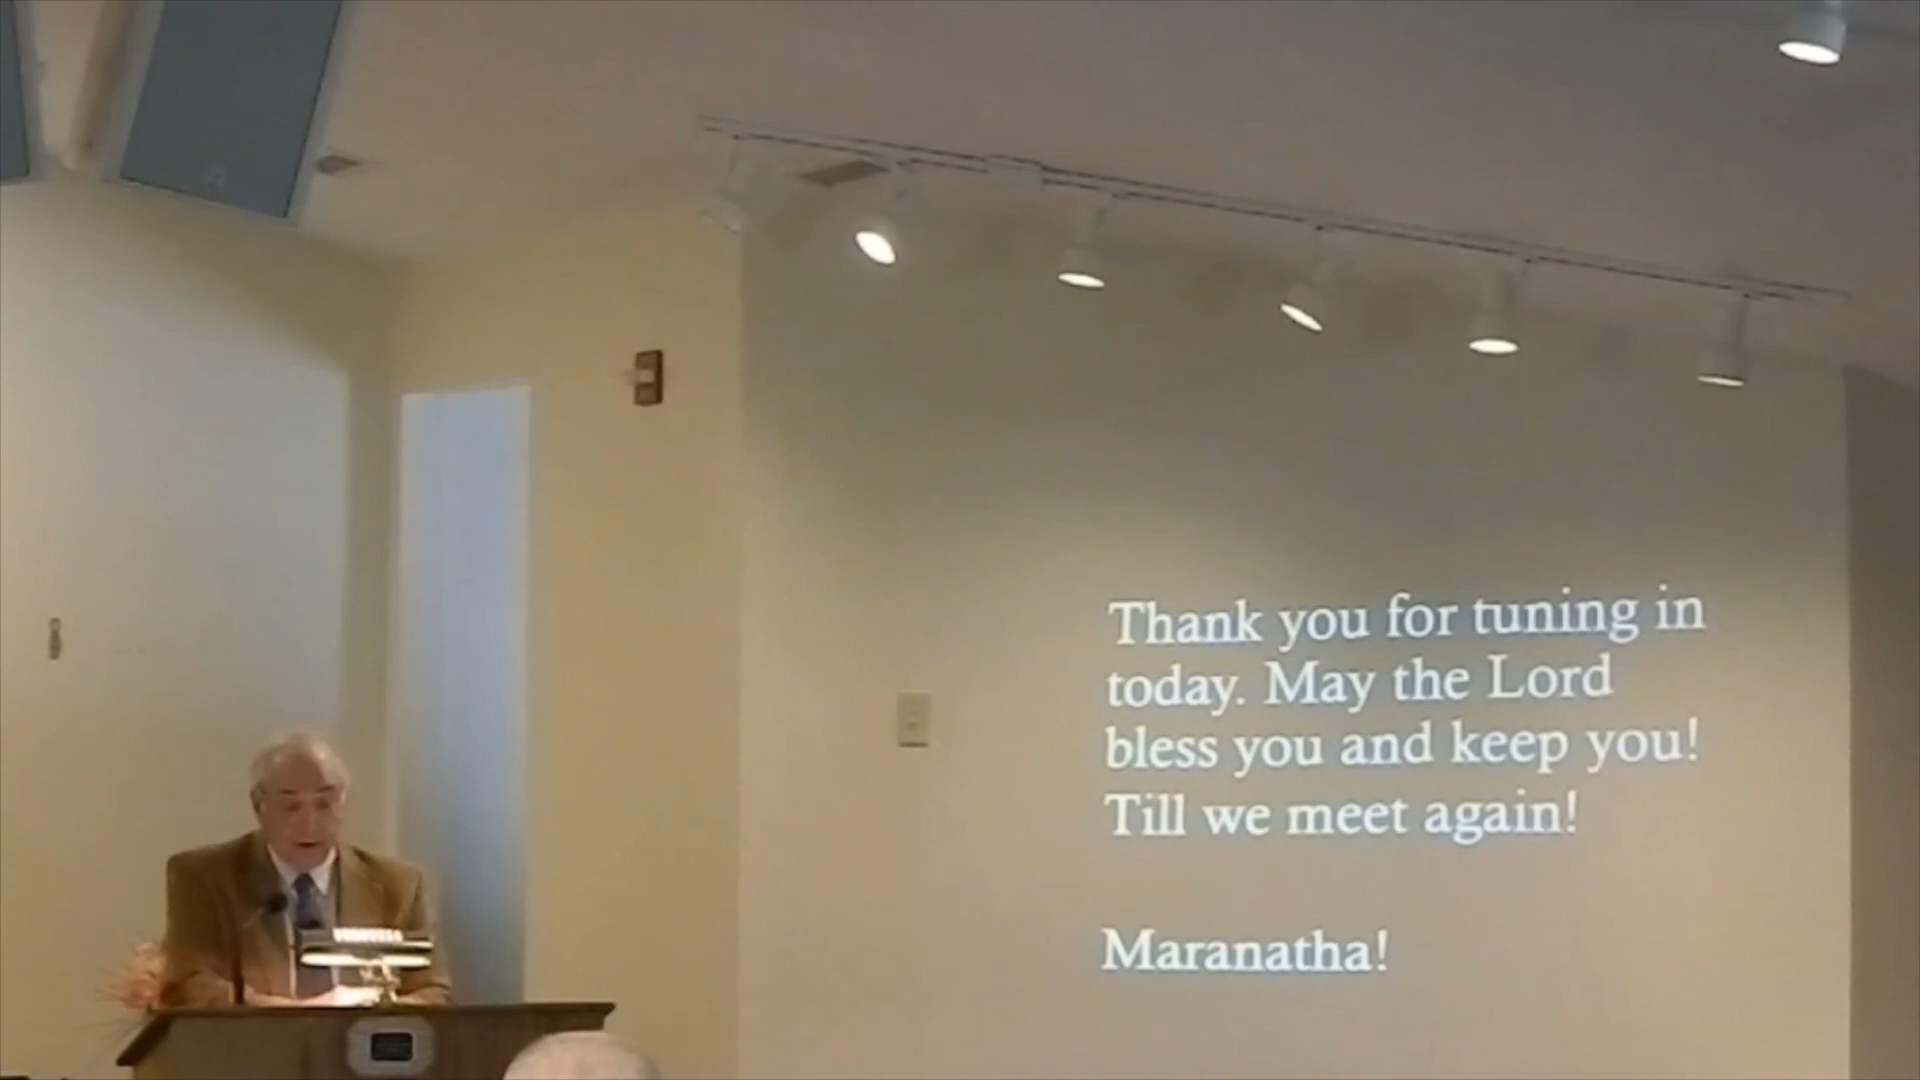 Thank you for tuning in
today. May the Lord
bless you and keep you!
Till we meet again!
Maranatha!